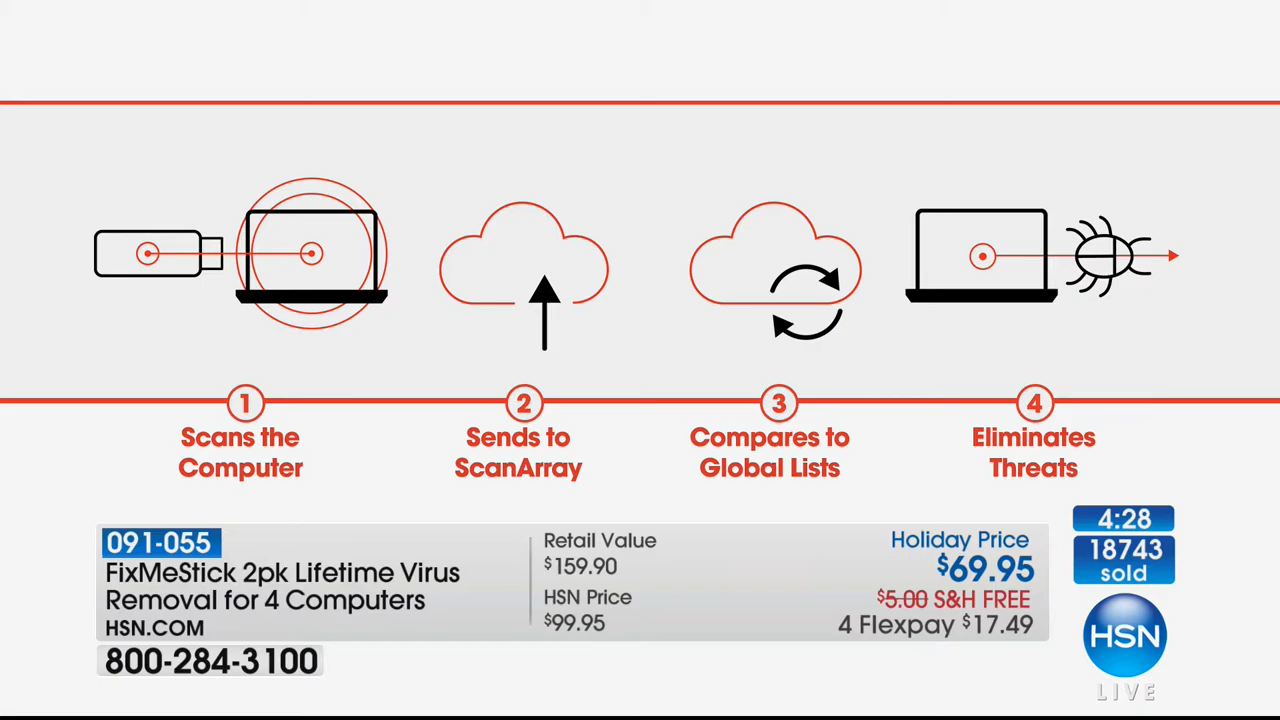 1
Scans the
Computer
2
Sends to
ScanArray
3
Compares to
Global Lists
4
Eliminates
Threats
091-055
FixMeStick 2pk Lifetime Virus
Removal for 4 Computers
HSN.COM
800-284-3100
Retail Value
$159.90
HSN Price
$99.95
Holiday Price
$69.95
$5.00 S&H FREE
4 Flexpay $17.49
4:28
18743
sold
HSN
LIVE